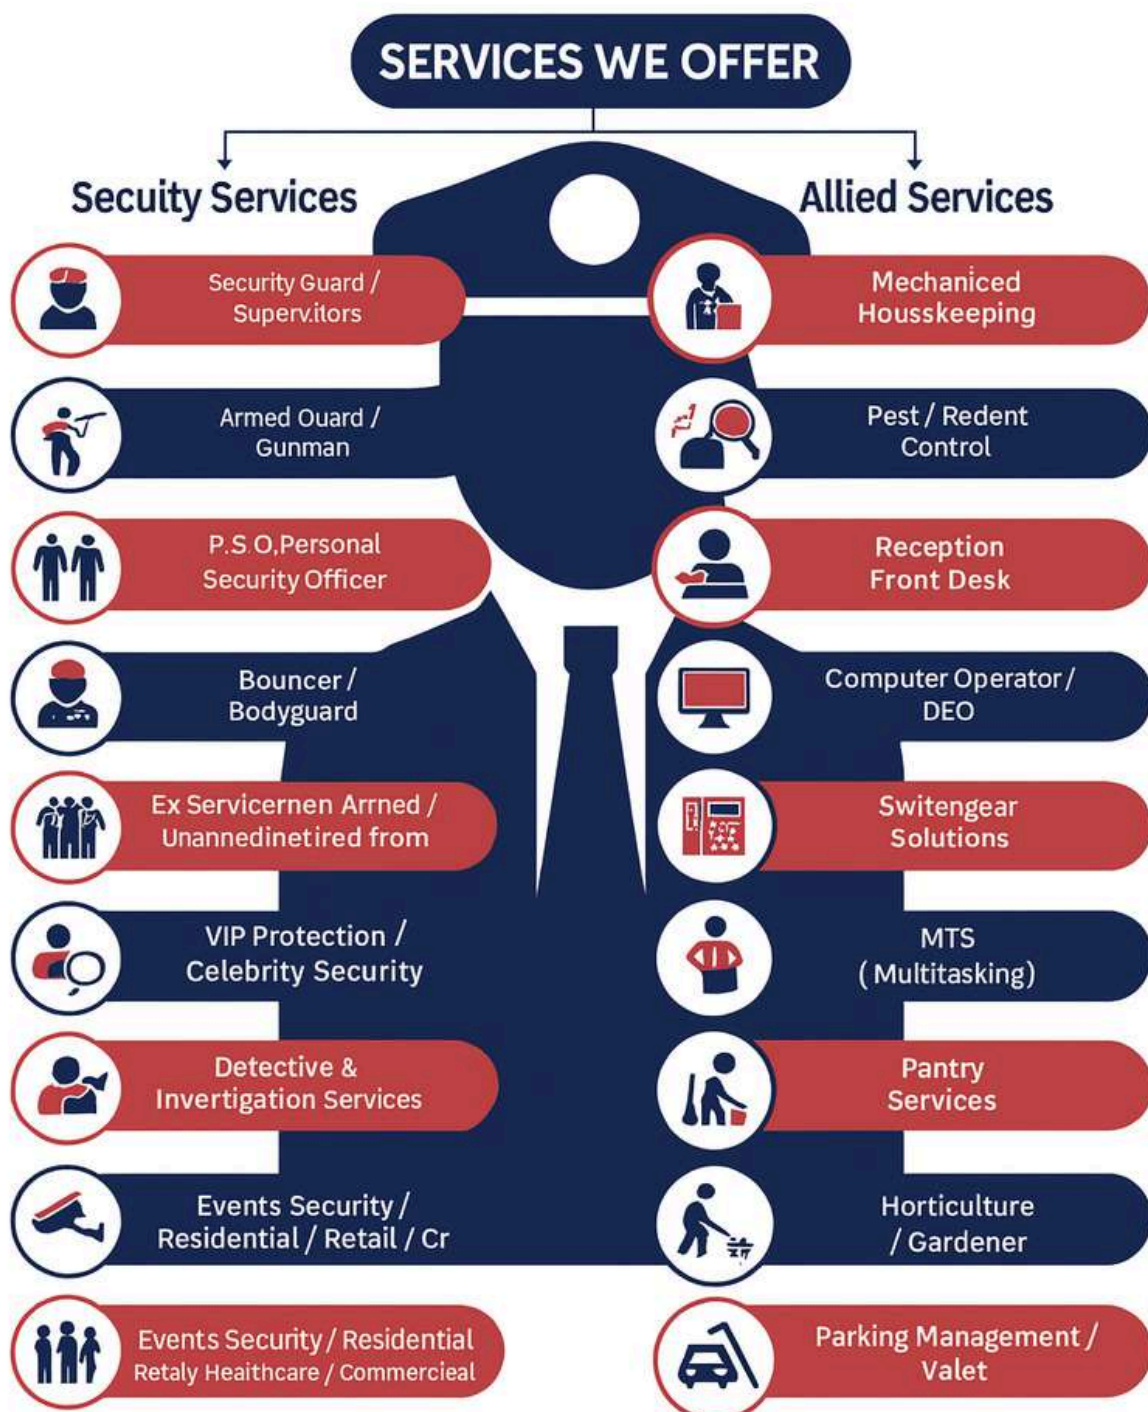 SERVICES WE OFFER
Secuity Services
Security Guard /
Superv.itors
Armed Ouard /
Gunman
P.S.O,Personal
Security Officer
Bouncer /
Bodyguard
Ex Servicernen Arrned /
Unannedinetired from
VIP Protection /
Celebrity Security
Detective &
Invertigation Services
Events Security /
Residential / Retail / Cr
Events Security / Residential
Retaly Healthcare / Commercieal
Allied Services
Mechaniced
Housskeeping
Pest / Redent
Control
Reception
Front Desk
Computer Operator /
DEO
Switengear
Solutions
MTS
( Multitasking)
Pantry
Services
Horticulture
/ Gardener
Parking Management /
Valet